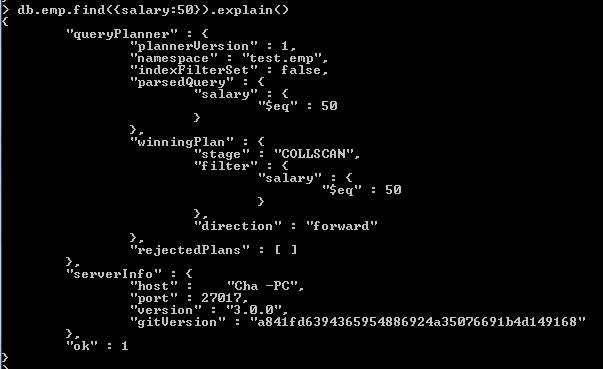 > db.emp.find({salary:50}).explain()
{
        "queryPlanner" : {
                "plannerVersion" : 1,
                "namespace" : "test.emp",
                "indexFilterSet" : false,
                "parsedQuery" : {
                        "salary" : {
                                "$eq" : 50
                        }
                },
                "winningPlan" : {
                        "stage" : "COLLSCAN",
                        "filter" : {
                                "salary" : {
                                        "$eq" : 50
                                }
                        },
                        "direction" : "forward"
                },
                "rejectedPlans" : [ ]
        },
        "serverInfo" : {
                "host" :    "Cha -PC",
                "port" : 27017,
                "version" : "3.0.0",
                "gitVersion" : "a841fd6394365954886924a35076691b4d149168"
        },
        "ok" : 1
}